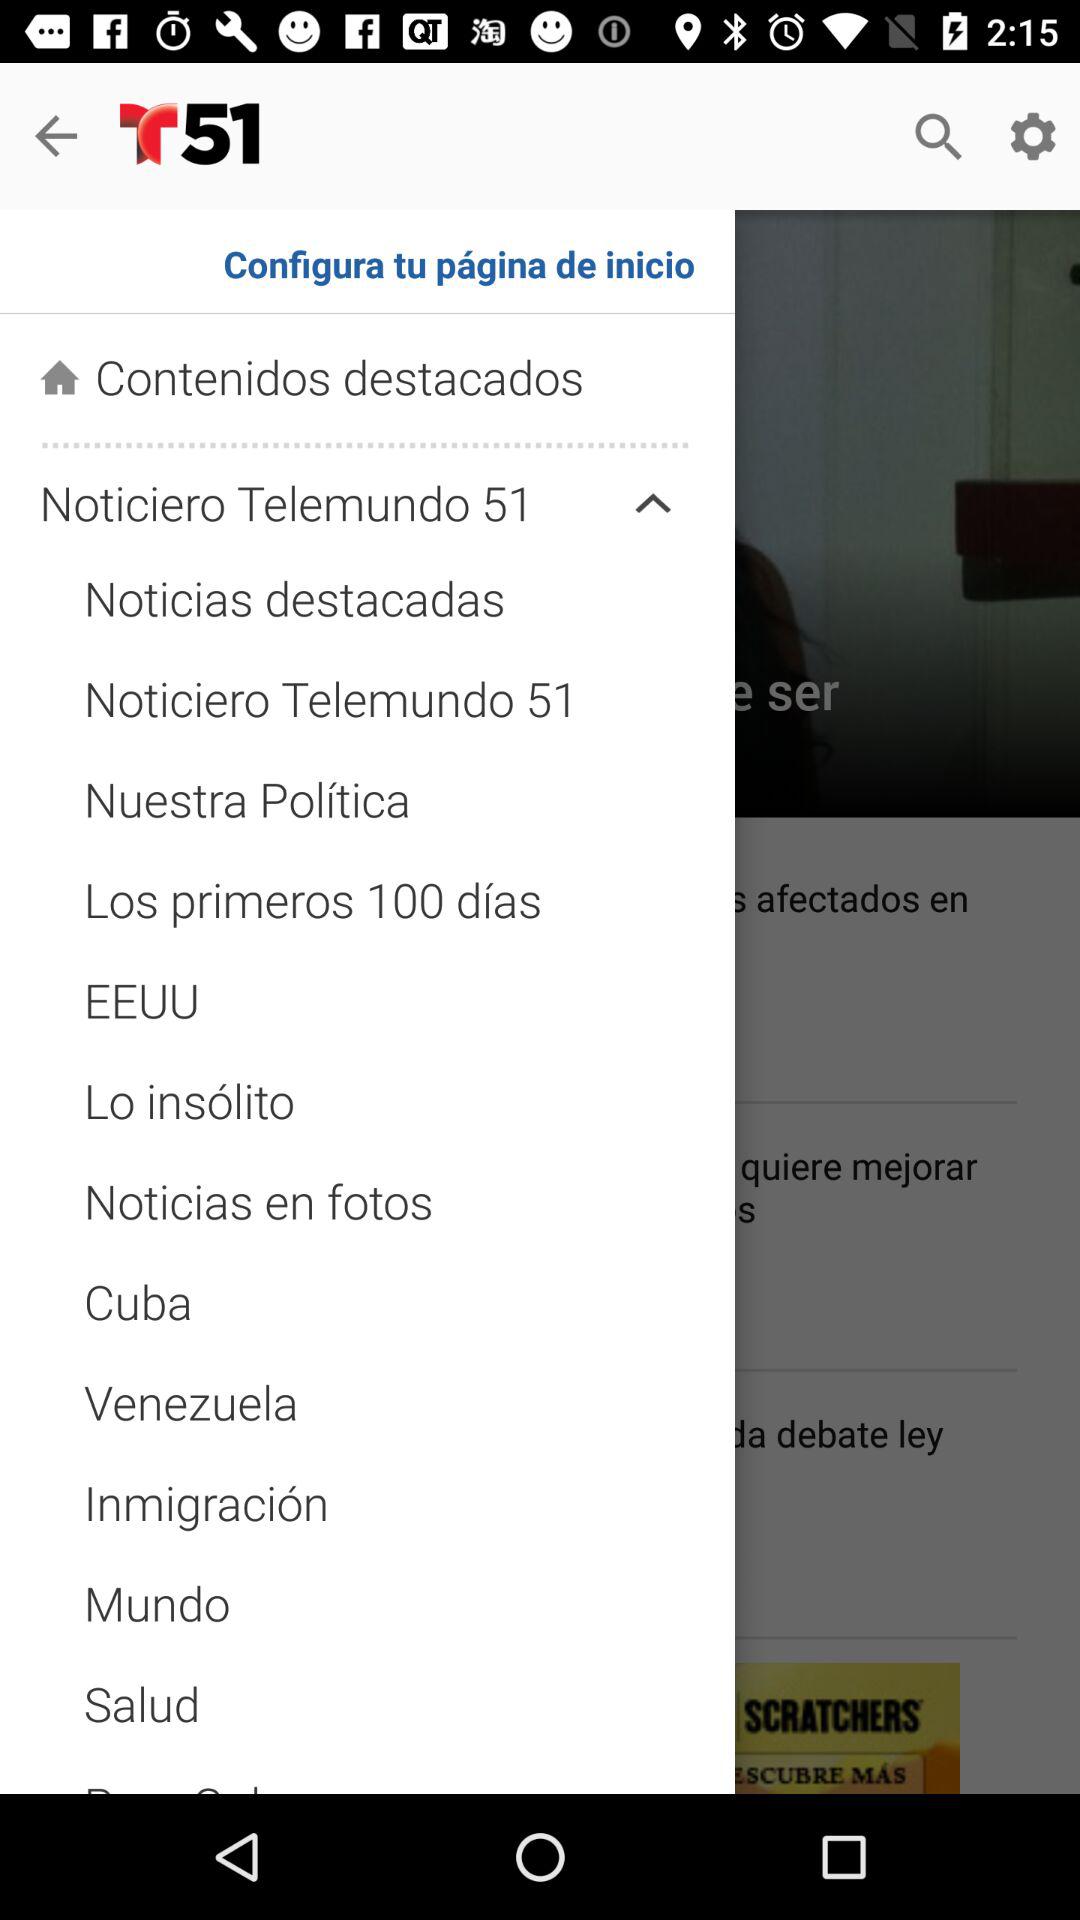 2:15
T51
Configura tu página de inicio
Contenidos destacados
Noticiero Telemundo 51
Noticias destacadas
Noticiero Telemundo 51
Nuestra Política
Los primeros 100 días
EEUU
Lo insólito
Noticias en fotos
Cuba
Venezuela
Inmigración
Mundo
Salud
e ser
s afectados en
quiere mejorar
s
da debate ley
SCRATCHERS
ESCUBRE MÁS
QT
淘